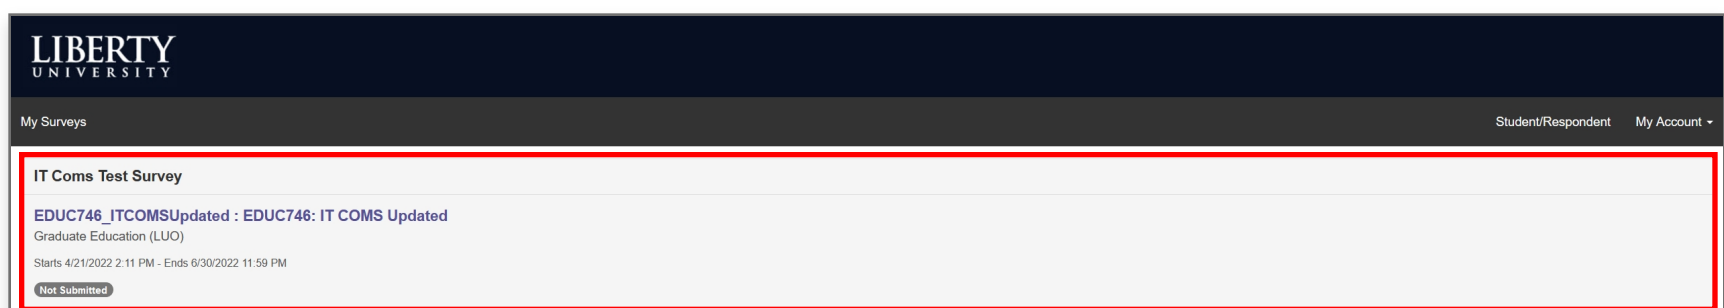 LIBERTY
UNIVERSITY
My Surveys
Student/Respondent
My Account
IT Coms Test Survey
EDUC746_ITCOMSUpdated : EDUC746: IT COMS Updated
Graduate Education (LUO)
Starts 4/21/2022 2:11 PM - Ends 6/30/2022 11:59 PM
Not Submitted